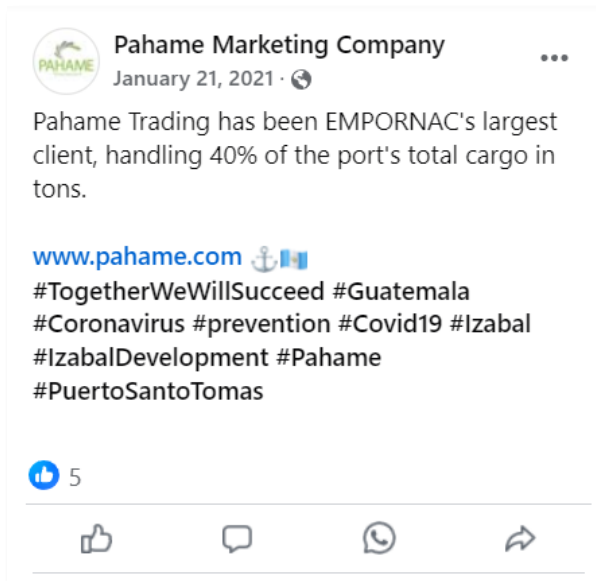 PAHAME
Pahame Marketing Company
January 21, 2021 ·
Pahame Trading has been EMPORNAC's largest
client, handling 40% of the port's total cargo in
tons.
www.pahame.com
#TogetherWeWillSucceed #Guatemala
#Coronavirus #prevention #Covid19 #Izabal
#IzabalDevelopment #Pahame
#PuertoSantoTomas
5